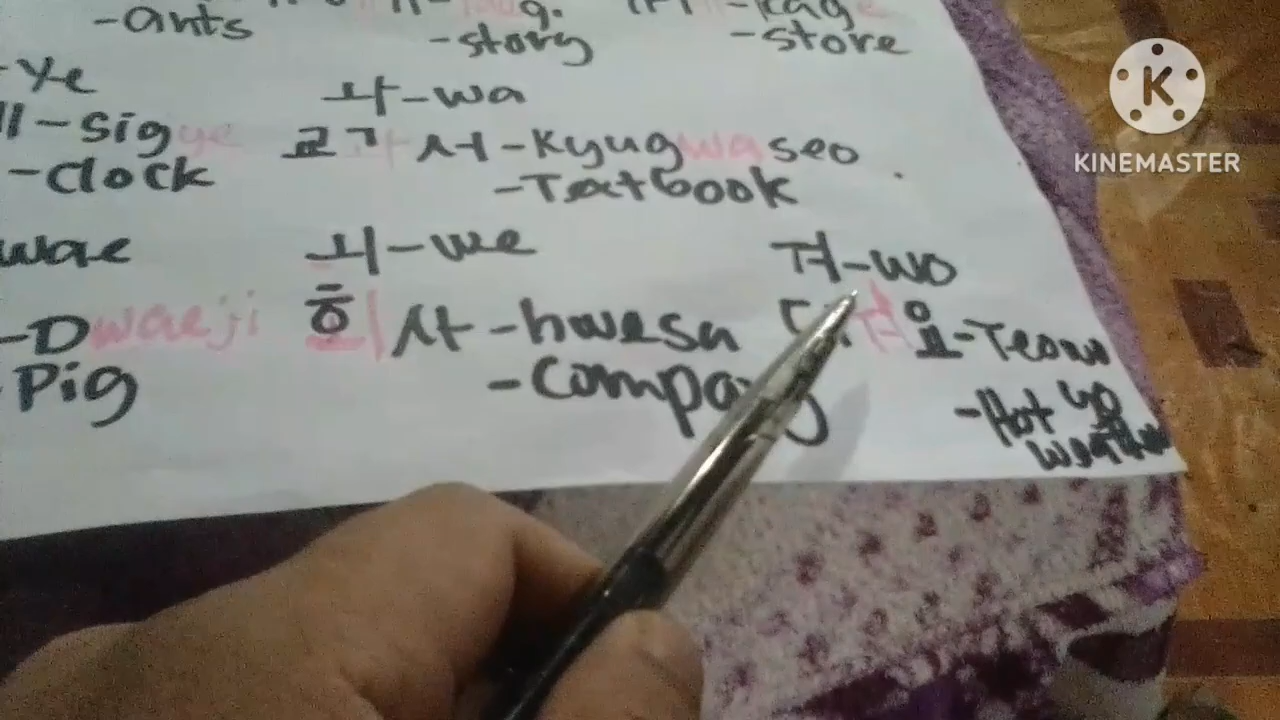 -ants
-story
-store
-Ye
ㅘ-wa
-sigye
교과서-Kyugwaseo
-clock
-Textbook
wae
ㅚ-we
ㅝ-wo
-Dwaeji
회사-hwesa
-Pig
-Company
-Hot
KINEMASTER